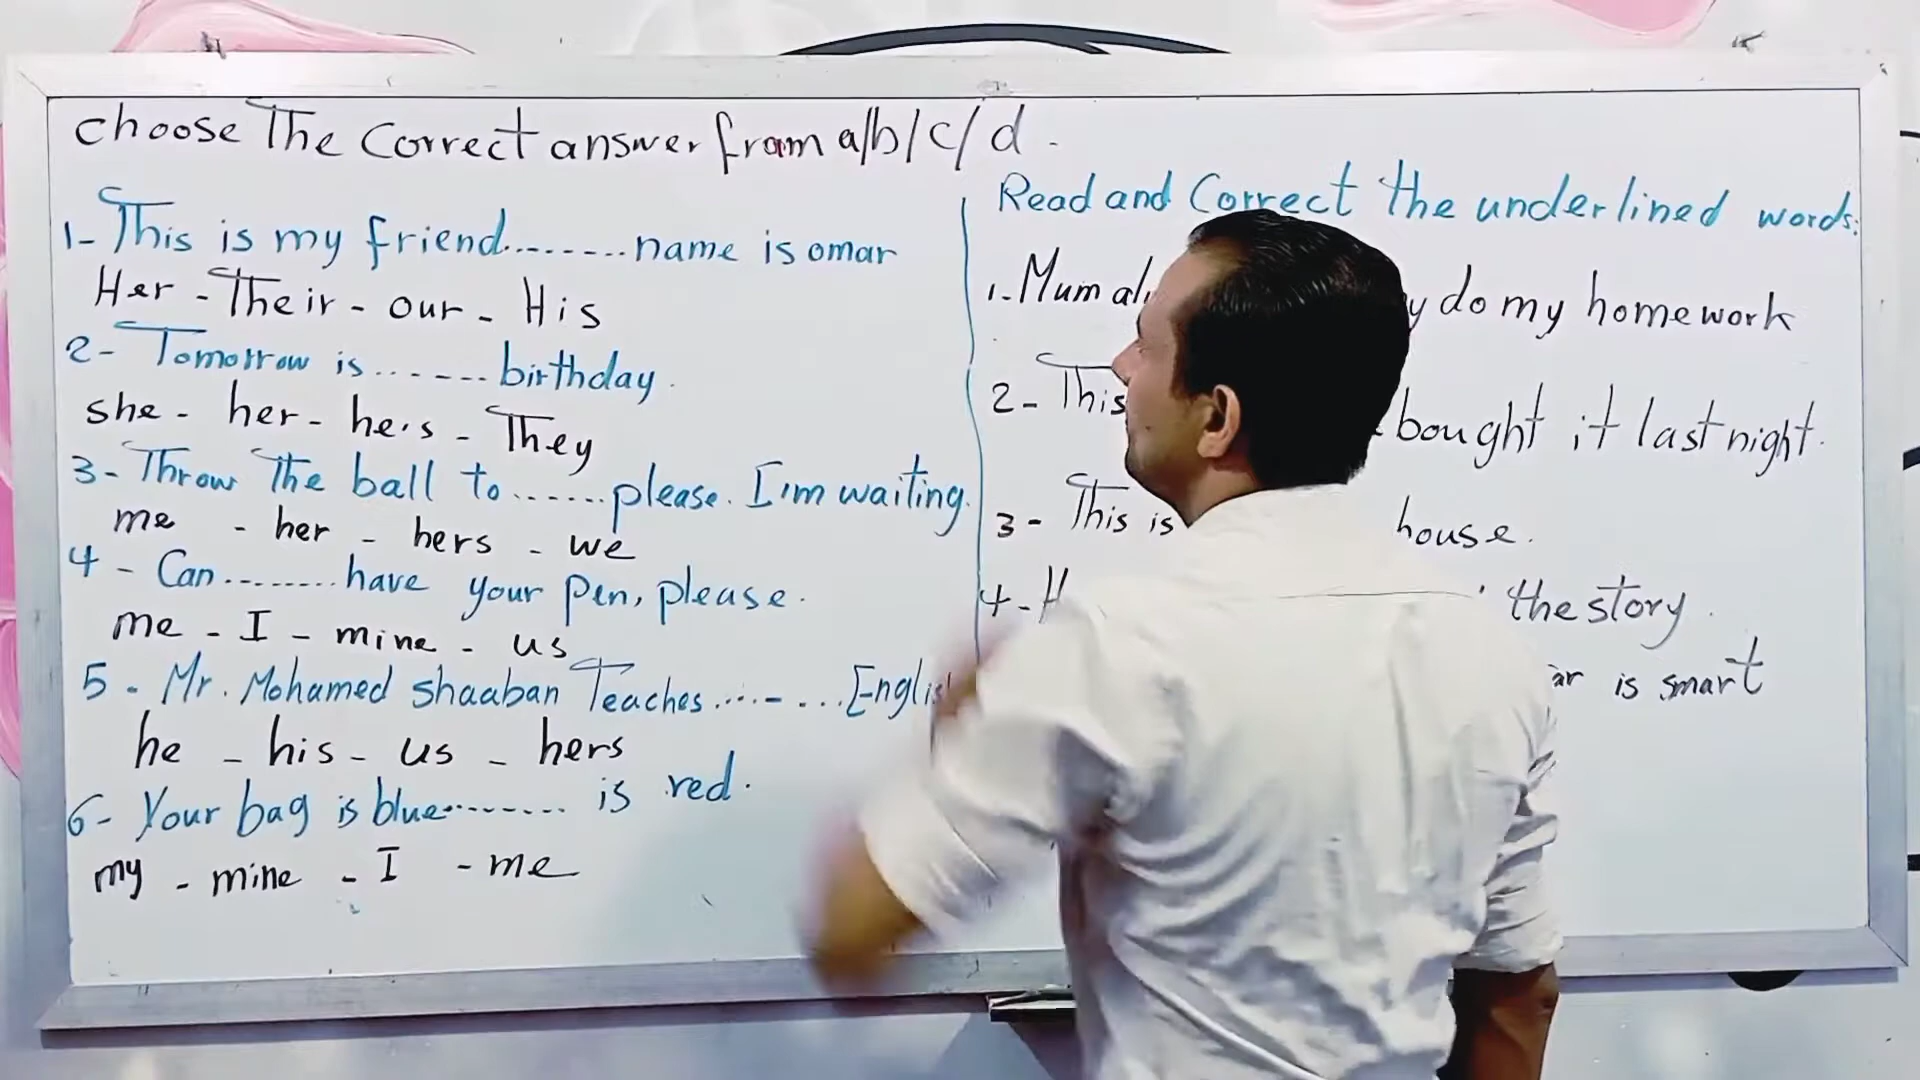 Choose The Correct answer from a/b/c/d.
1- This is my friend........name is omar
Her - Their - our - His
2- Tomorrow is ....... birthday.
she - her - hers - They
3- Throw The ball to ...... please. I'm waiting.
me - her - hers - we
4 - Can ........ have your pen, please.
me - I - mine - us
5 - Mr. Mohamed shaaban Teaches .......
he - his - us - hers
6- Your bag is blue........ is red.
my - mine - I - me
Read and Correct the underlined words:
1- Mum do my homework
2- This bought it last night.
3- This is house.
4- the story.
is smart